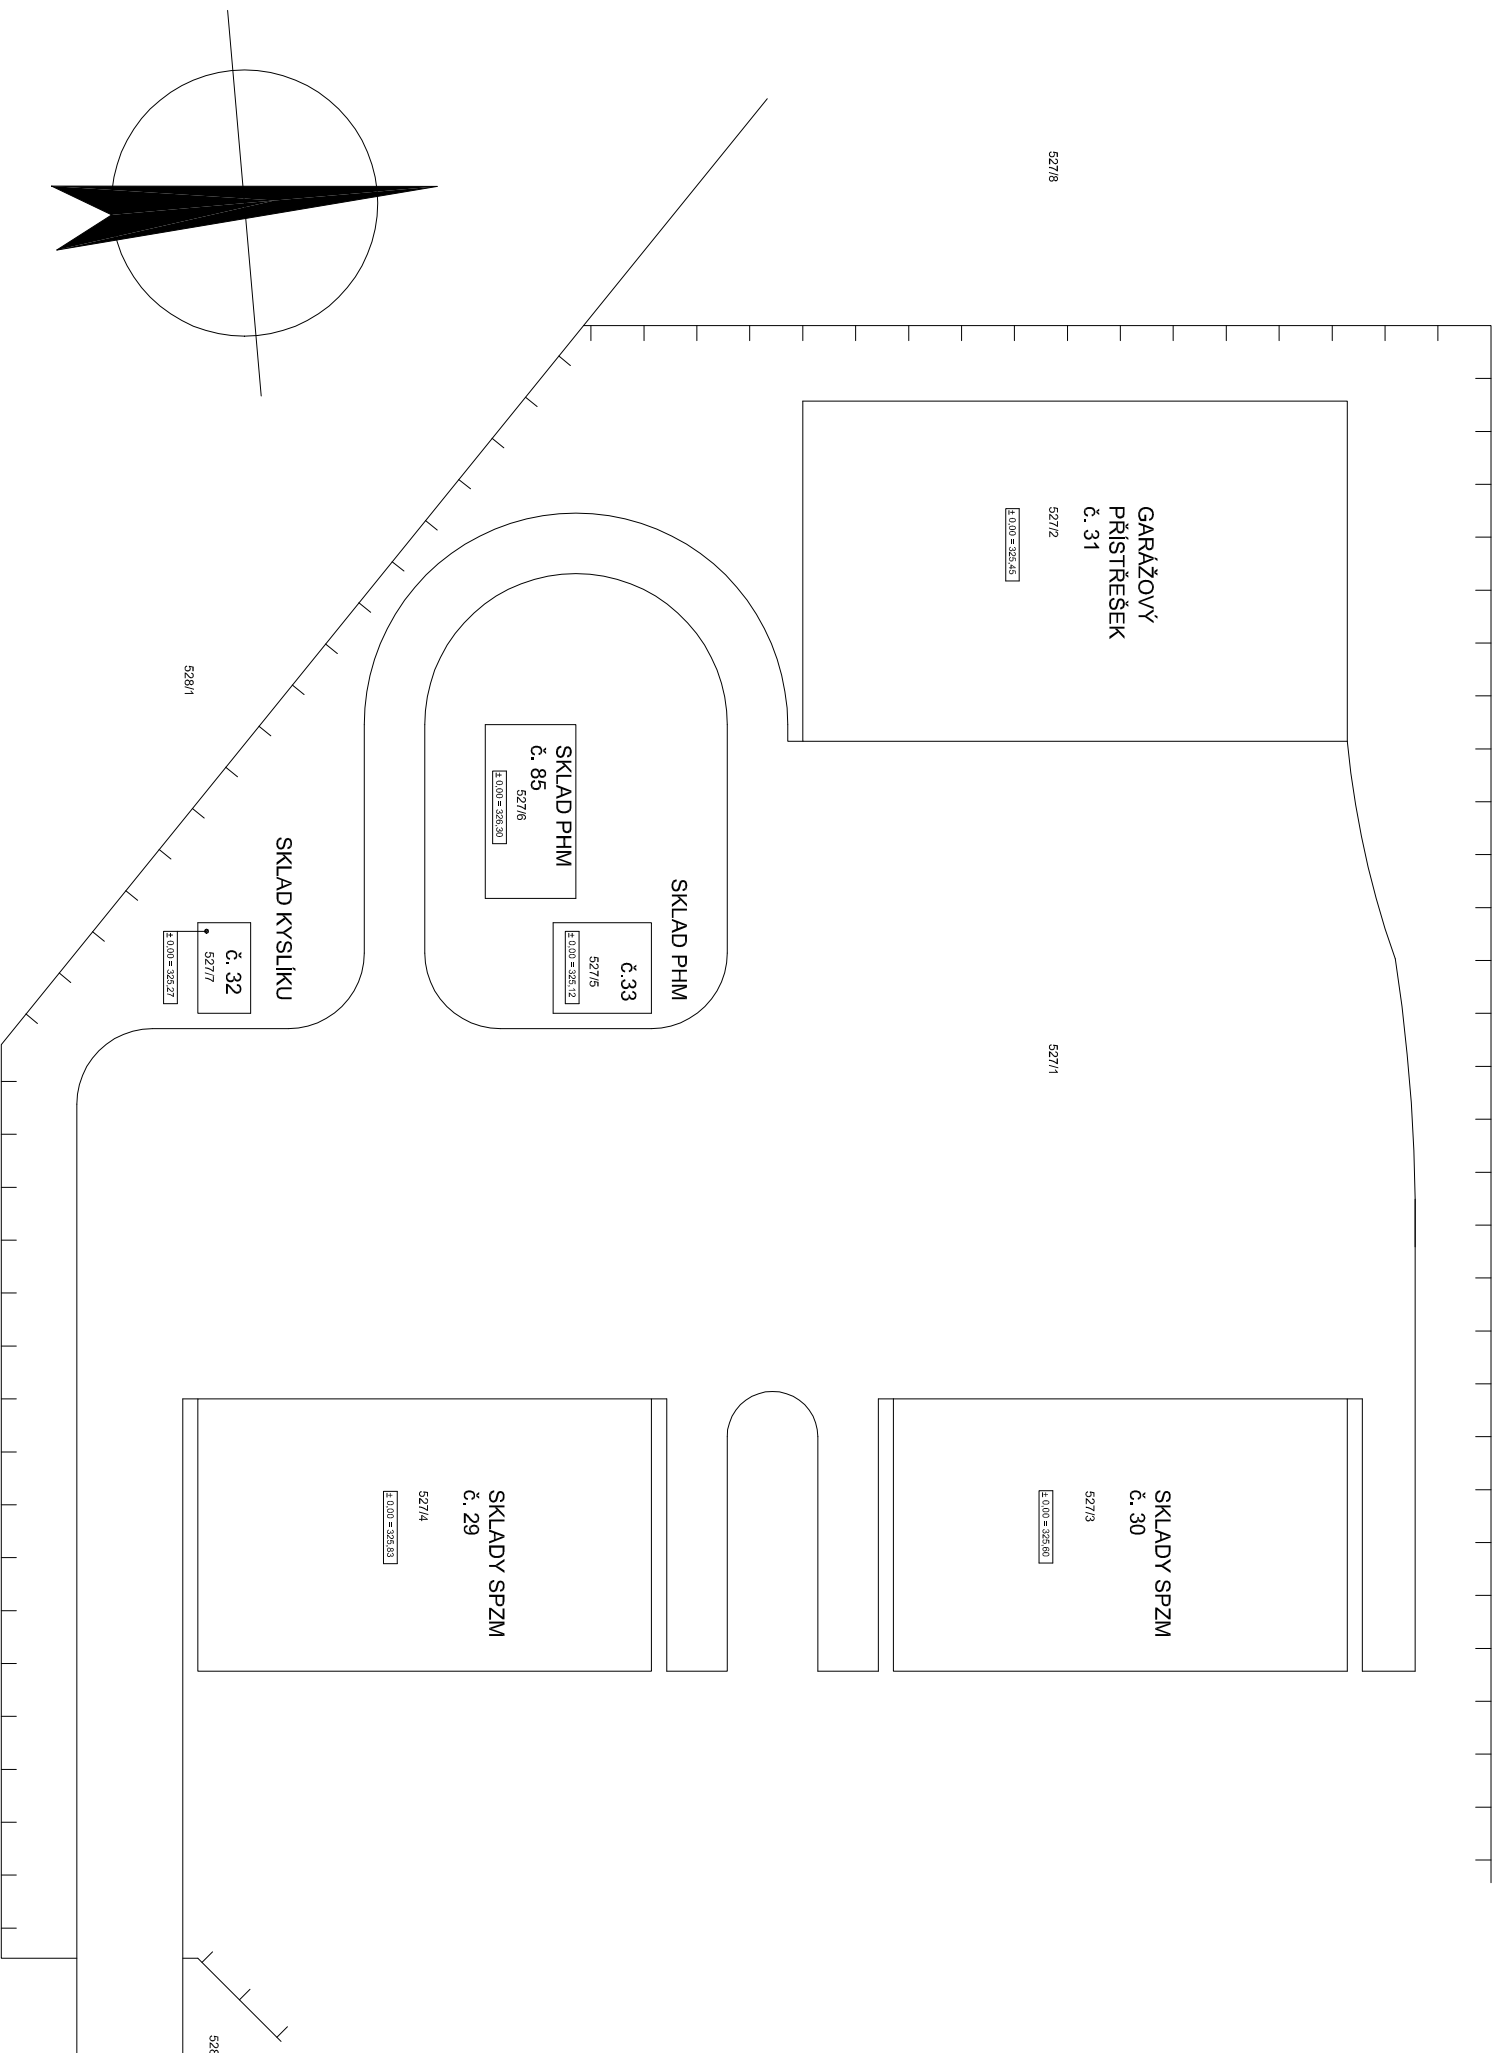 527/8
GARÁŽOVÝ
PŘÍSTŘEŠEK
č. 31
527/2
± 0,00 = 325,45
528/1
SKLAD PHM
č. 85
527/6
± 0,00 = 326,30
SKLAD PHM
č.33
527/5
± 0,00 = 325,12
SKLAD KYSLÍKU
č. 32
527/7
± 0,00 = 325,27
527/1
SKLADY SPZM
č. 30
527/3
± 0,00 = 325,60
SKLADY SPZM
č. 29
527/4
± 0,00 = 325,83
528